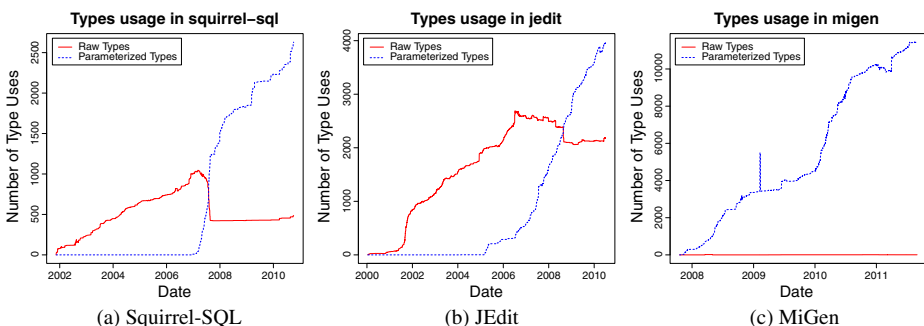 Types usage in squirrel-sql
Raw Types
Parameterized Types
Number of Type Uses
0
500
1000
1500
2000
2500
2002
2004
2006
2008
2010
Date
(a) Squirrel-SQL
Types usage in jedit
Raw Types
Parameterized Types
Number of Type Uses
0
1000
2000
3000
4000
2000
2002
2004
2006
2008
2010
Date
(b) JEdit
Types usage in migen
Raw Types
Parameterized Types
Number of Type Uses
0
2000
4000
6000
8000
10000
2008
2009
2010
2011
Date
(c) MiGen